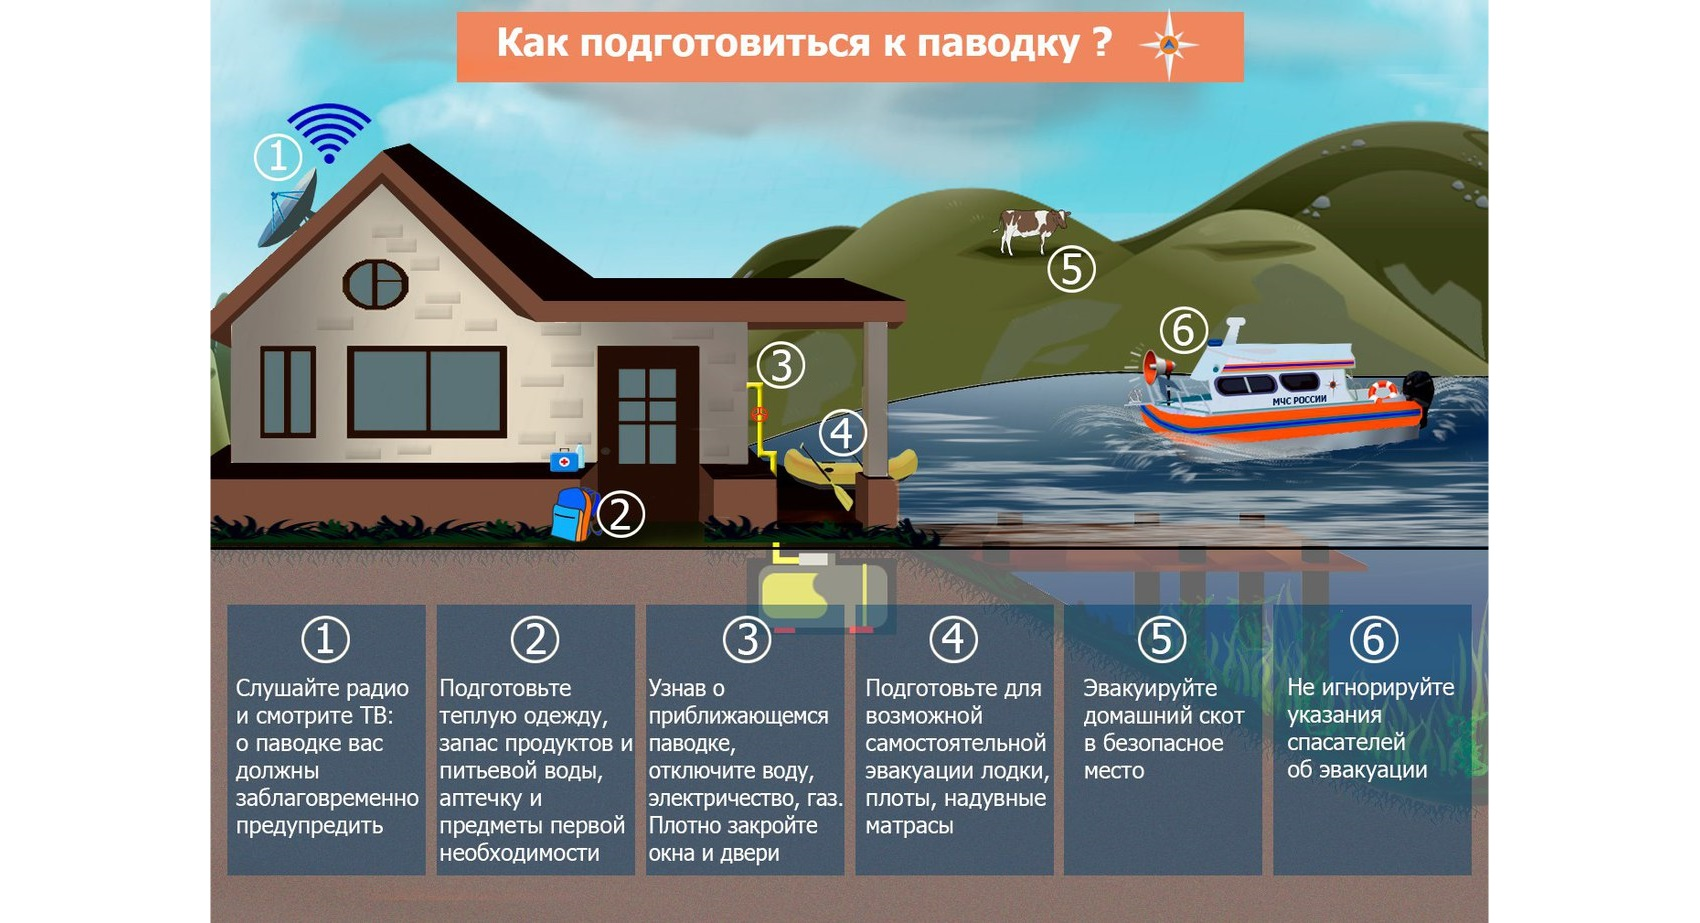 Как подготовиться к паводку ?
①
③
④
⑤
⑥
МЧС РОССИИ
②
①
Слушайте радио
и смотрите ТВ:
о паводке вас
должны
заблаговременно
предупредить
②
Подготовьте
теплую одежду,
запас продуктов и
питьевой воды,
аптечку и
предметы первой
необходимости
③
Узнав о
приближающемся
паводке,
отключите воду,
электричество, газ.
Плотно закройте
окна и двери
④
Подготовьте для
возможной
самостоятельной
эвакуации лодки,
плоты, надувные
матрасы
⑤
Эвакуируйте
домашний скот
в безопасное
место
⑥
Не игнорируйте
указания
спасателей
об эвакуации